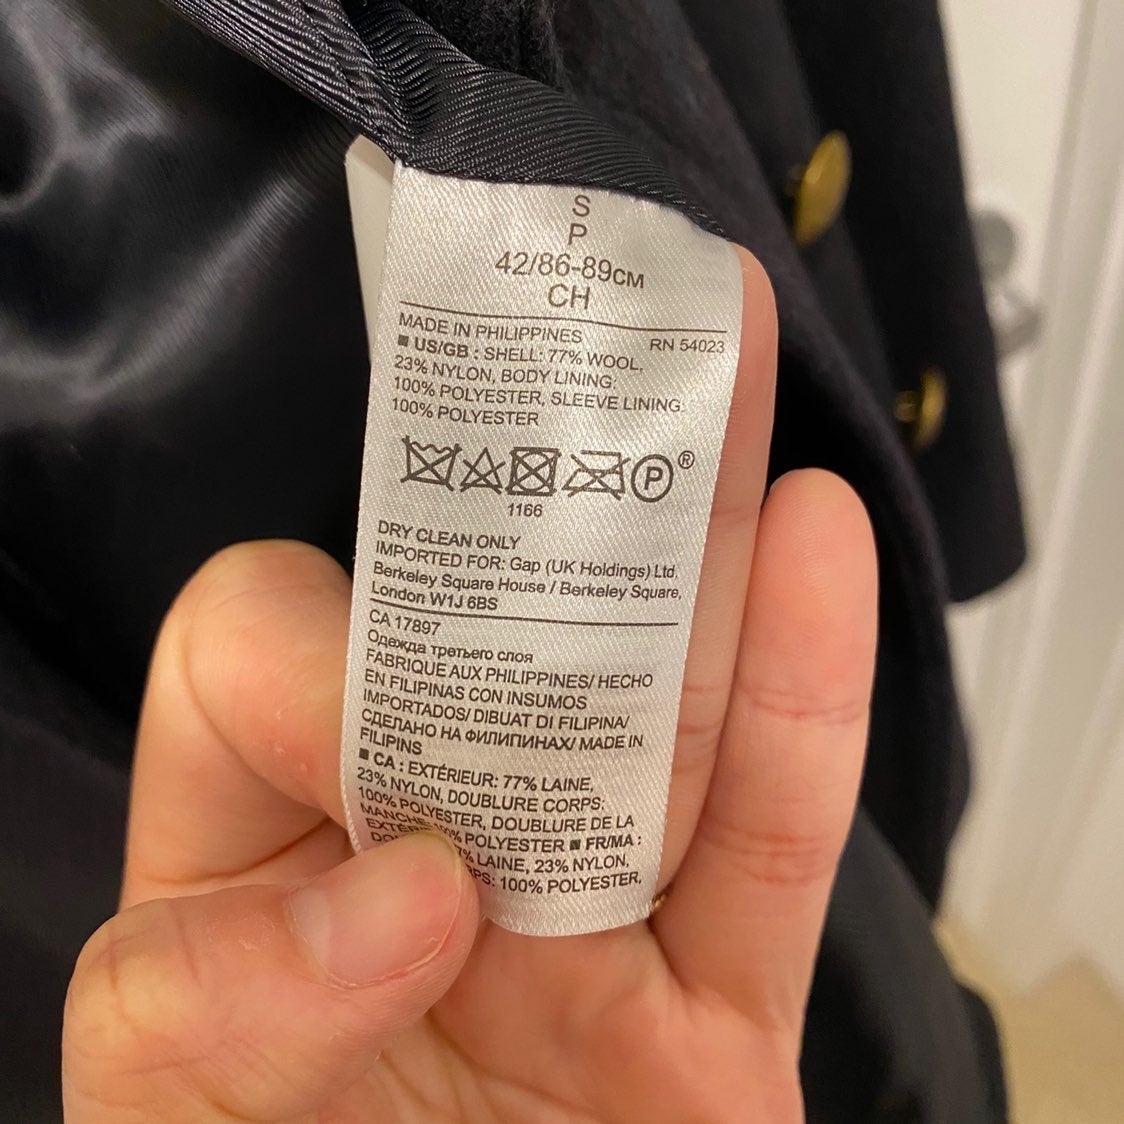 S
P
42/86-89см
CH
MADE IN PHILIPPINES RN 54023
■ US/GB : SHELL: 77% WOOL,
23% NYLON, BODY LINING:
100% POLYESTER, SLEEVE LINING:
100% POLYESTER
P ®
1166
DRY CLEAN ONLY
IMPORTED FOR: Gap (UK Holdings) Ltd,
Berkeley Square House / Berkeley Square,
London W1J 6BS
CA 17897
Одежда третьего слоя
FABRIQUE AUX PHILIPPINES/ HECHO
EN FILIPINAS CON INSUMOS
IMPORTADOS/ DIBUAT DI FILIPINA/
СДЕЛАНО НА ФИЛИПИНАХ/ MADE IN
FILIPINS
■ CA : EXTÉRIEUR: 77% LAINE,
23% NYLON, DOUBLURE CORPS:
100% POLYESTER, DOUBLURE DE LA
MANCHE: 100% POLYESTER ■ FR/MA :
LAINE, 23% NYLON,
100% POLYESTER,